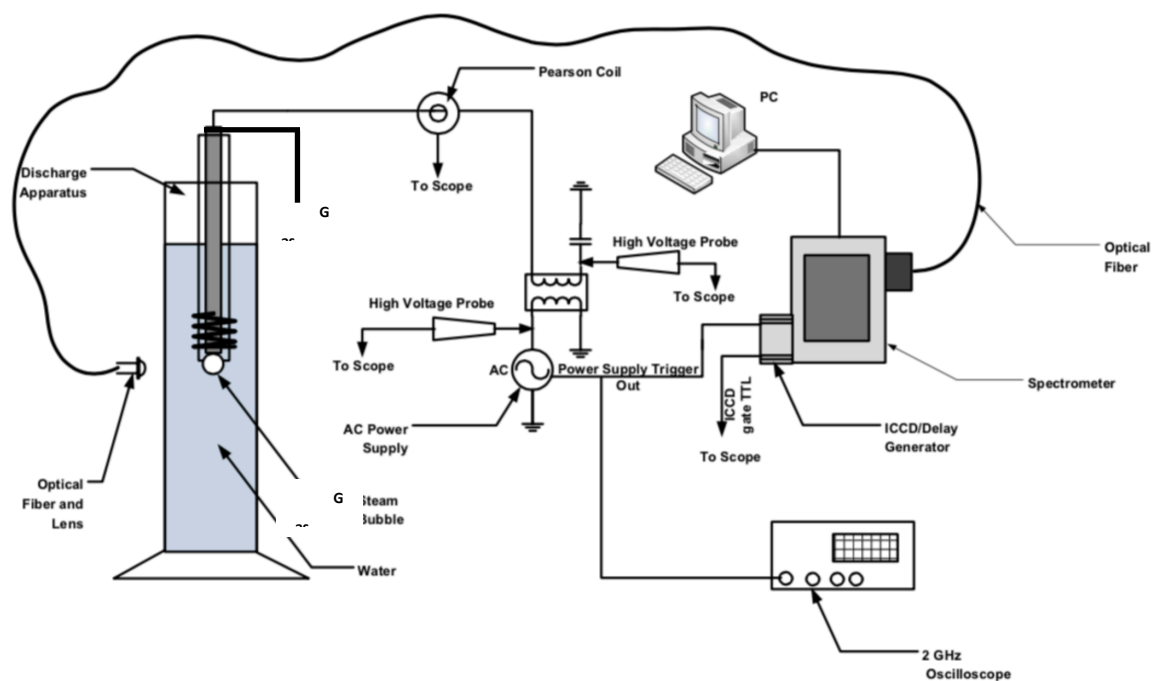 Pearson Coil
PC
Discharge
Apparatus
To Scope
G
High Voltage Probe
Optical
Fiber
To Scope
High Voltage Probe
To Scope
AC
Power Supply Trigger
Out
ICCD
gate TTL
Spectrometer
AC Power
Supply
ICCD/Delay
Generator
To Scope
Optical
Fiber and
Lens
G
Steam
Bubble
Water
2 GHz
Oscilloscope